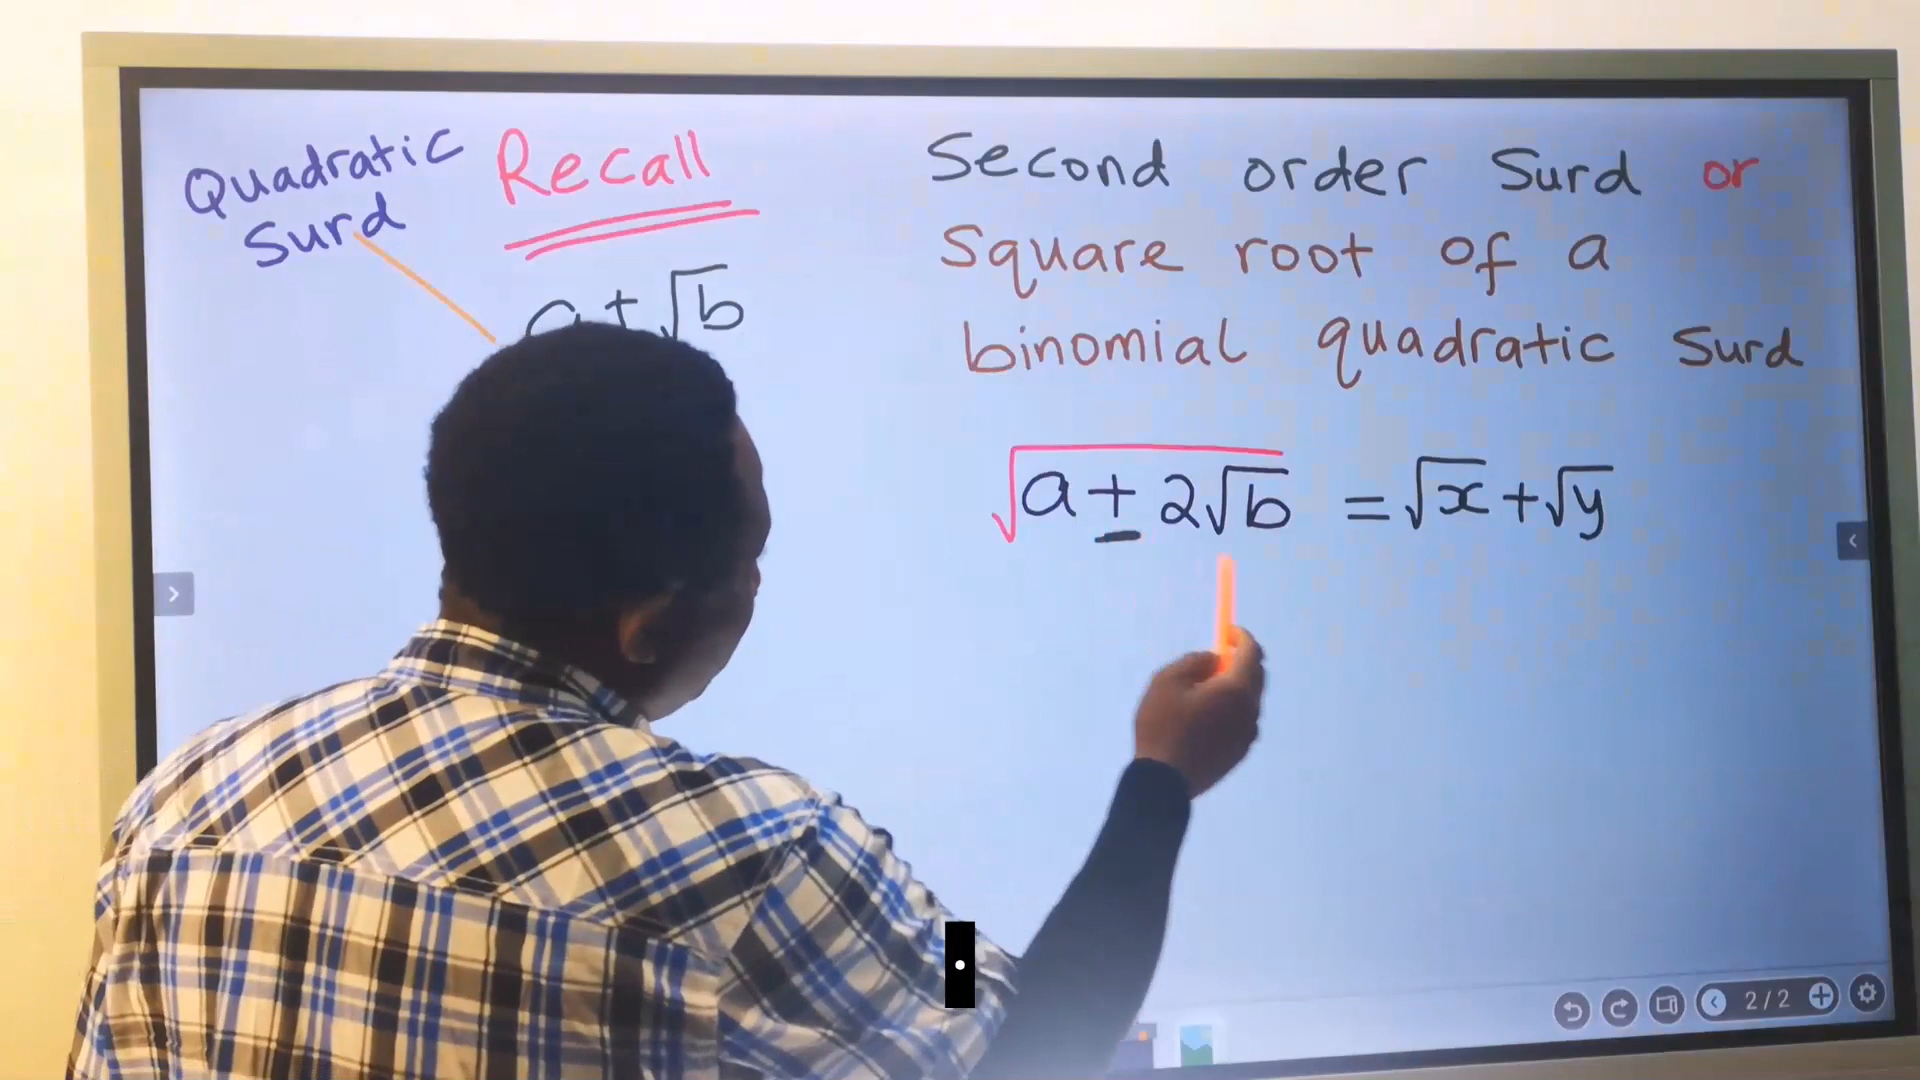 Quadratic
Surd
Recall
a + √b
Second order Surd or
Square root of a
binomial quadratic Surd
√(a + 2√b) = √x + √y
2/2